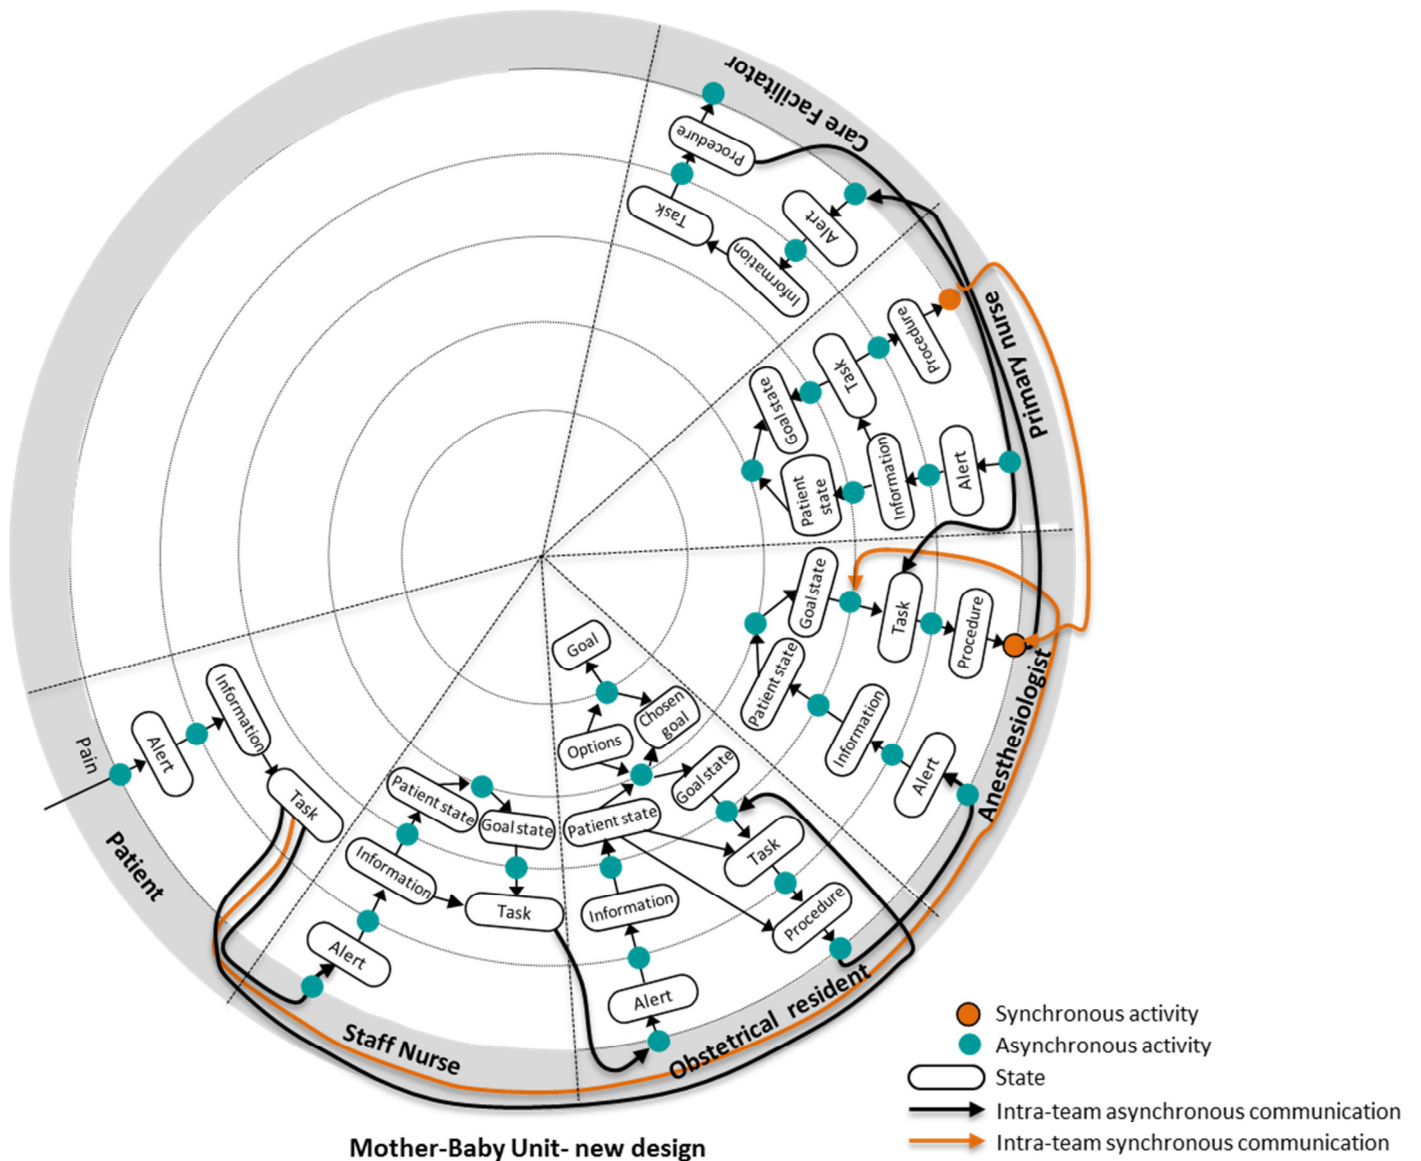 Care Facilitator
Procedure
Task
Alert
Information
Primary nurse
Procedure
Task
Goal state
Information
Alert
Patient
state
Goal state
Task
Procedure
Patient state
Information
Alert
Anesthesiologist
Goal
Chosen
goal
Options
Goal state
Patient state
Task
Procedure
Information
Alert
Obstetrical resident
Patient state
Goal state
Information
Task
Alert
Staff Nurse
Information
Alert
Pain
Task
Patient
Synchronous activity
Asynchronous activity
State
Intra-team asynchronous communication
Intra-team synchronous communication
Mother-Baby Unit- new design